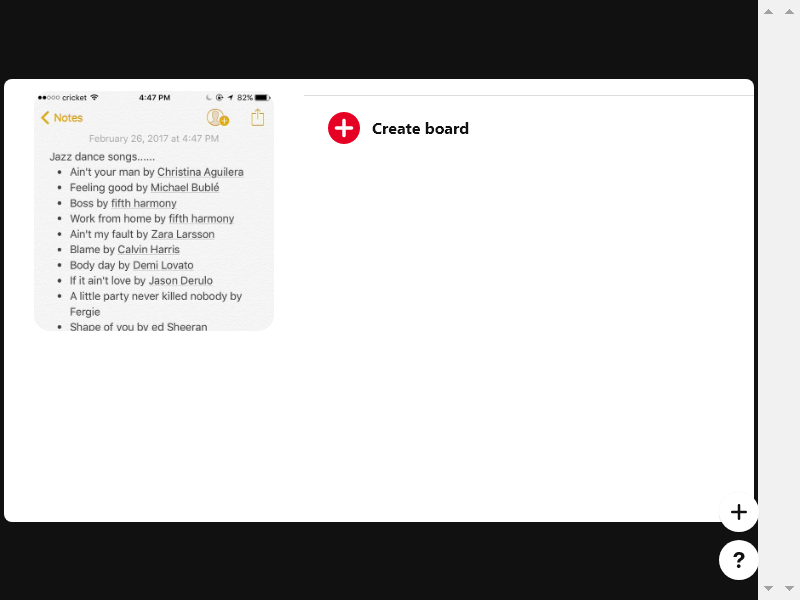 ●●○○○ cricket 4:47 PM 82%
Notes
February 26, 2017 at 4:47 PM
Jazz dance songs......
• Ain't your man by Christina Aguilera
• Feeling good by Michael Bublé
• Boss by fifth harmony
• Work from home by fifth harmony
• Ain't my fault by Zara Larsson
• Blame by Calvin Harris
• Body day by Demi Lovato
• If it ain't love by Jason Derulo
• A little party never killed nobody by
Fergie
• Shape of you by ed Sheeran
Create board
+
?